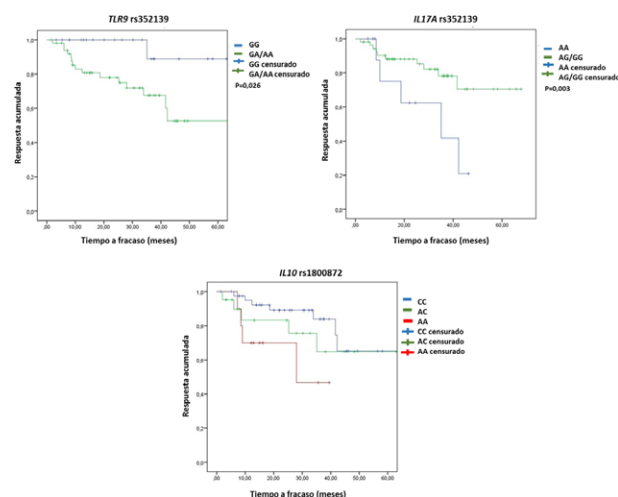 TLR9 rs352139
GG
GA/AA
GG censurado
GA/AA censurado
P=0,026
Respuesta acumulada
1,0
0,8
0,6
0,4
0,2
0,0
,00 10,00 20,00 30,00 40,00 50,00 60,00
Tiempo a fracaso (meses)
IL17A rs352139
AA
AG/GG
AA censurado
AG/GG censurado
P=0,003
Respuesta acumulada
1,0
0,8
0,6
0,4
0,2
0,0
,00 20,00 40,00 60,00
Tiempo a fracaso (meses)
IL10 rs1800872
CC
AC
AA
CC censurado
AC censurado
AA censurado
Respuesta acumulada
1,0
0,8
0,6
0,4
0,2
0,0
,00 10,00 20,00 30,00 40,00 50,00 60,00
Tiempo a fracaso (meses)